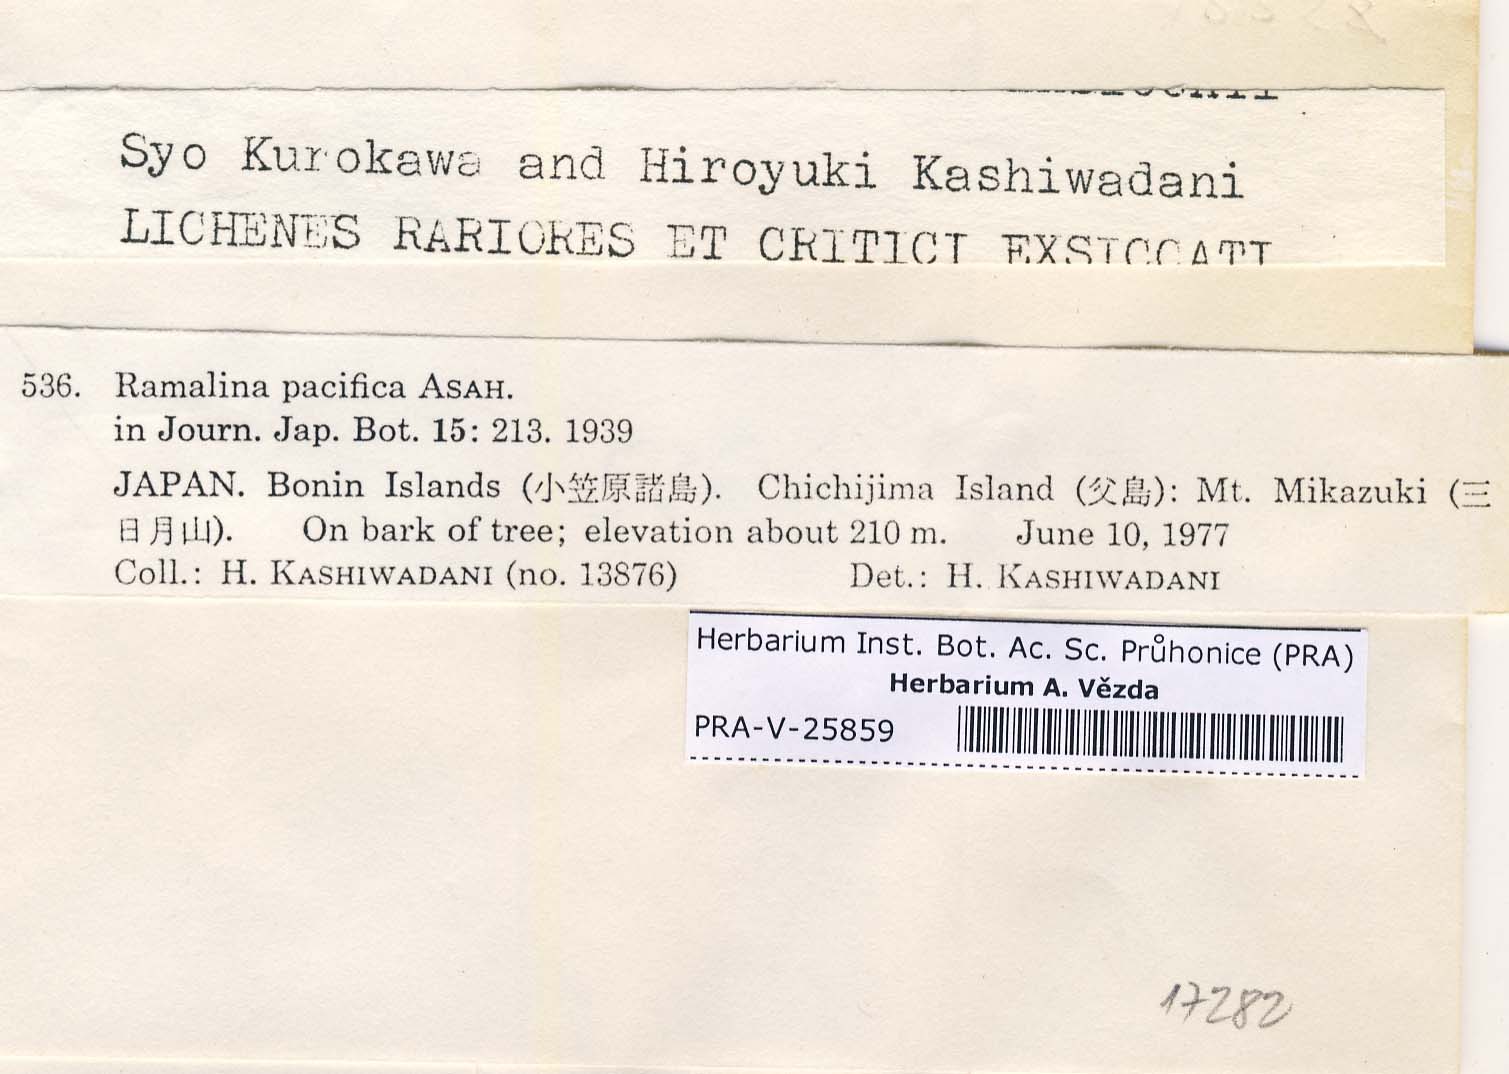 Syo Kurokawa and Hiroyuki Kashiwadani
LICHENES RARIORES ET CRITICI EXSICCATI
536. Ramalina pacifica ASAH.
in Journ. Jap. Bot. 15: 213. 1939
JAPAN. Bonin Islands (小笠原諸島). Chichijima Island (父島): Mt. Mikazuki (三
日月山). On bark of tree; elevation about 210 m. June 10, 1977
Coll.: H. KASHIWADANI (no. 13876) Det.: H. KASHIWADANI
Herbarium Inst. Bot. Ac. Sc. Průhonice (PRA)
Herbarium A. Vězda
PRA-V-25859
17282